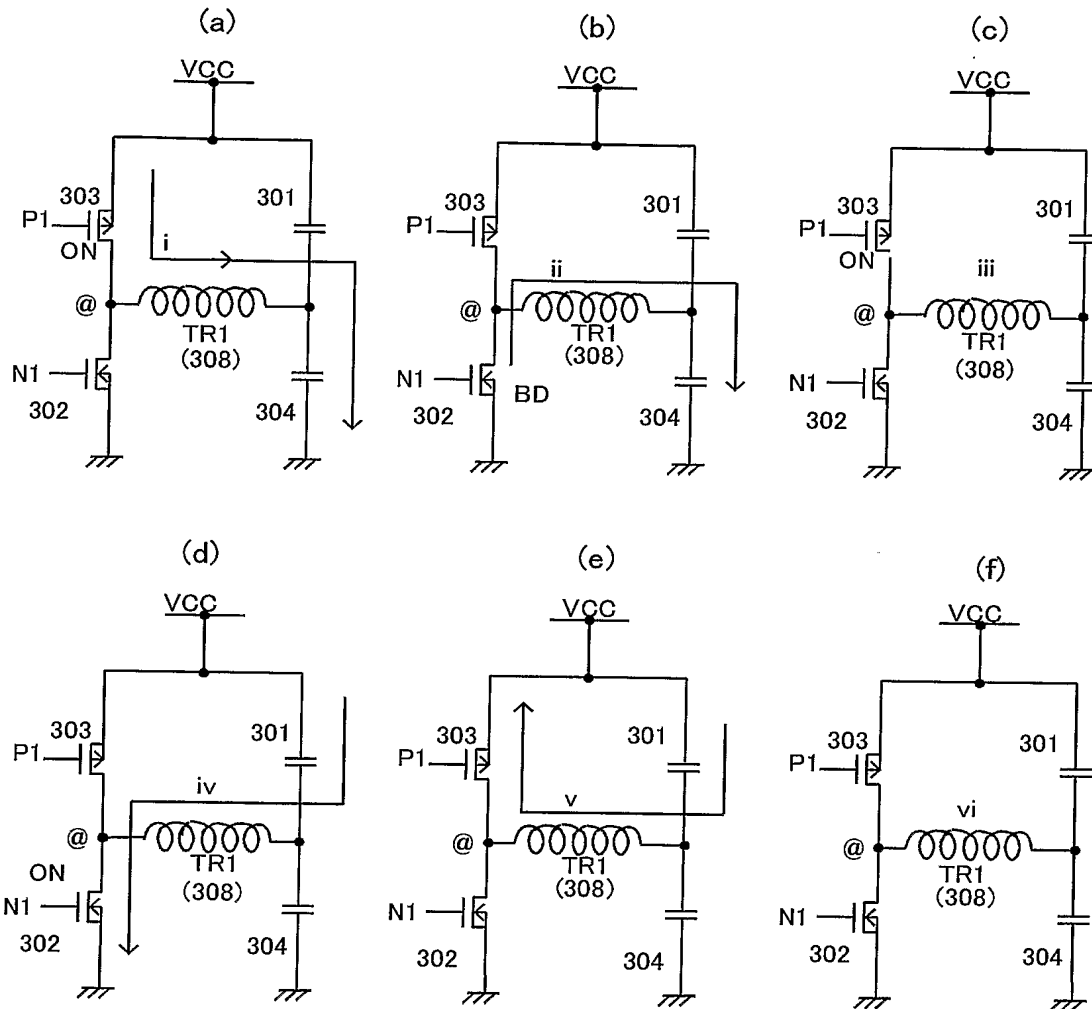 (a)
VCC
303
P1
ON
i
301
@
TR1
(308)
N1
302
304
(b)
VCC
303
P1
301
ii
@
TR1
(308)
N1
BD
302
304
(c)
VCC
303
P1
ON
301
iii
@
TR1
(308)
N1
302
304
(d)
VCC
303
P1
301
iv
@
TR1
(308)
ON
N1
302
304
(e)
VCC
303
P1
301
v
@
TR1
(308)
N1
302
304
(f)
VCC
303
P1
301
vi
@
TR1
(308)
N1
302
304